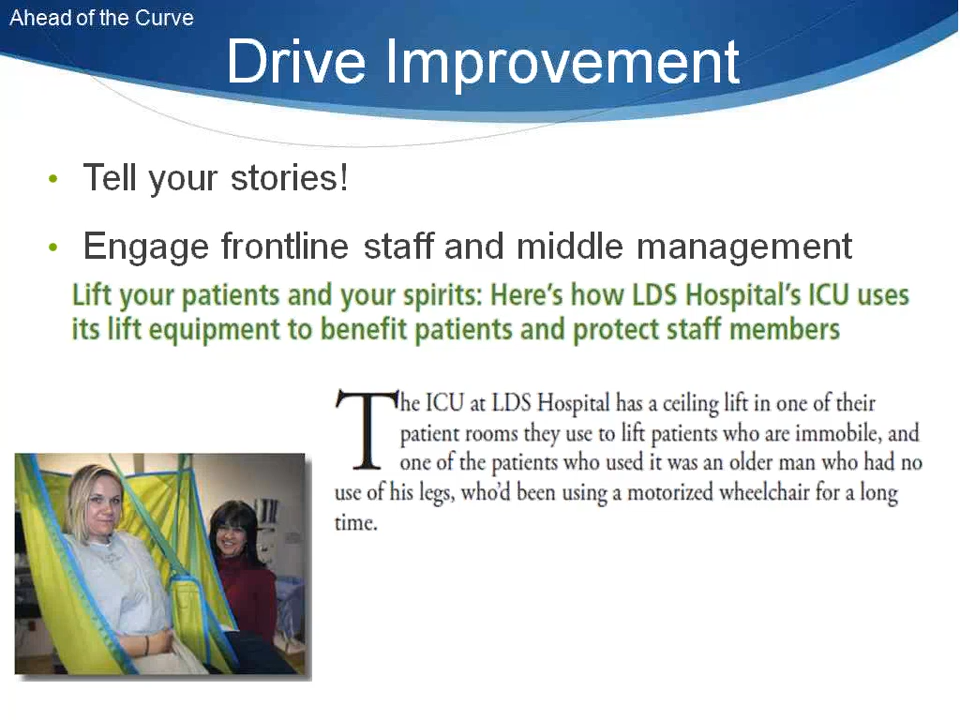 Ahead of the Curve
Drive Improvement
• Tell your stories!
• Engage frontline staff and middle management
Lift your patients and your spirits: Here's how LDS Hospital's ICU uses
its lift equipment to benefit patients and protect staff members
The ICU at LDS Hospital has a ceiling lift in one of their
patient rooms they use to lift patients who are immobile, and
one of the patients who used it was an older man who had no
use of his legs, who'd been using a motorized wheelchair for a long
time.